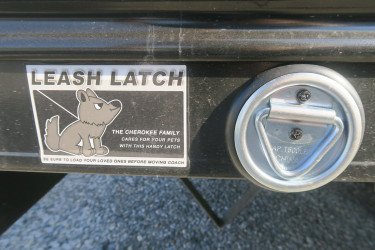 LEASH LATCH
THE CHEROKEE FAMILY
CARES FOR YOUR PETS
WITH THIS HANDY LATCH
BE SURE TO LOAD YOUR LOVED ONES BEFORE MOVING COACH